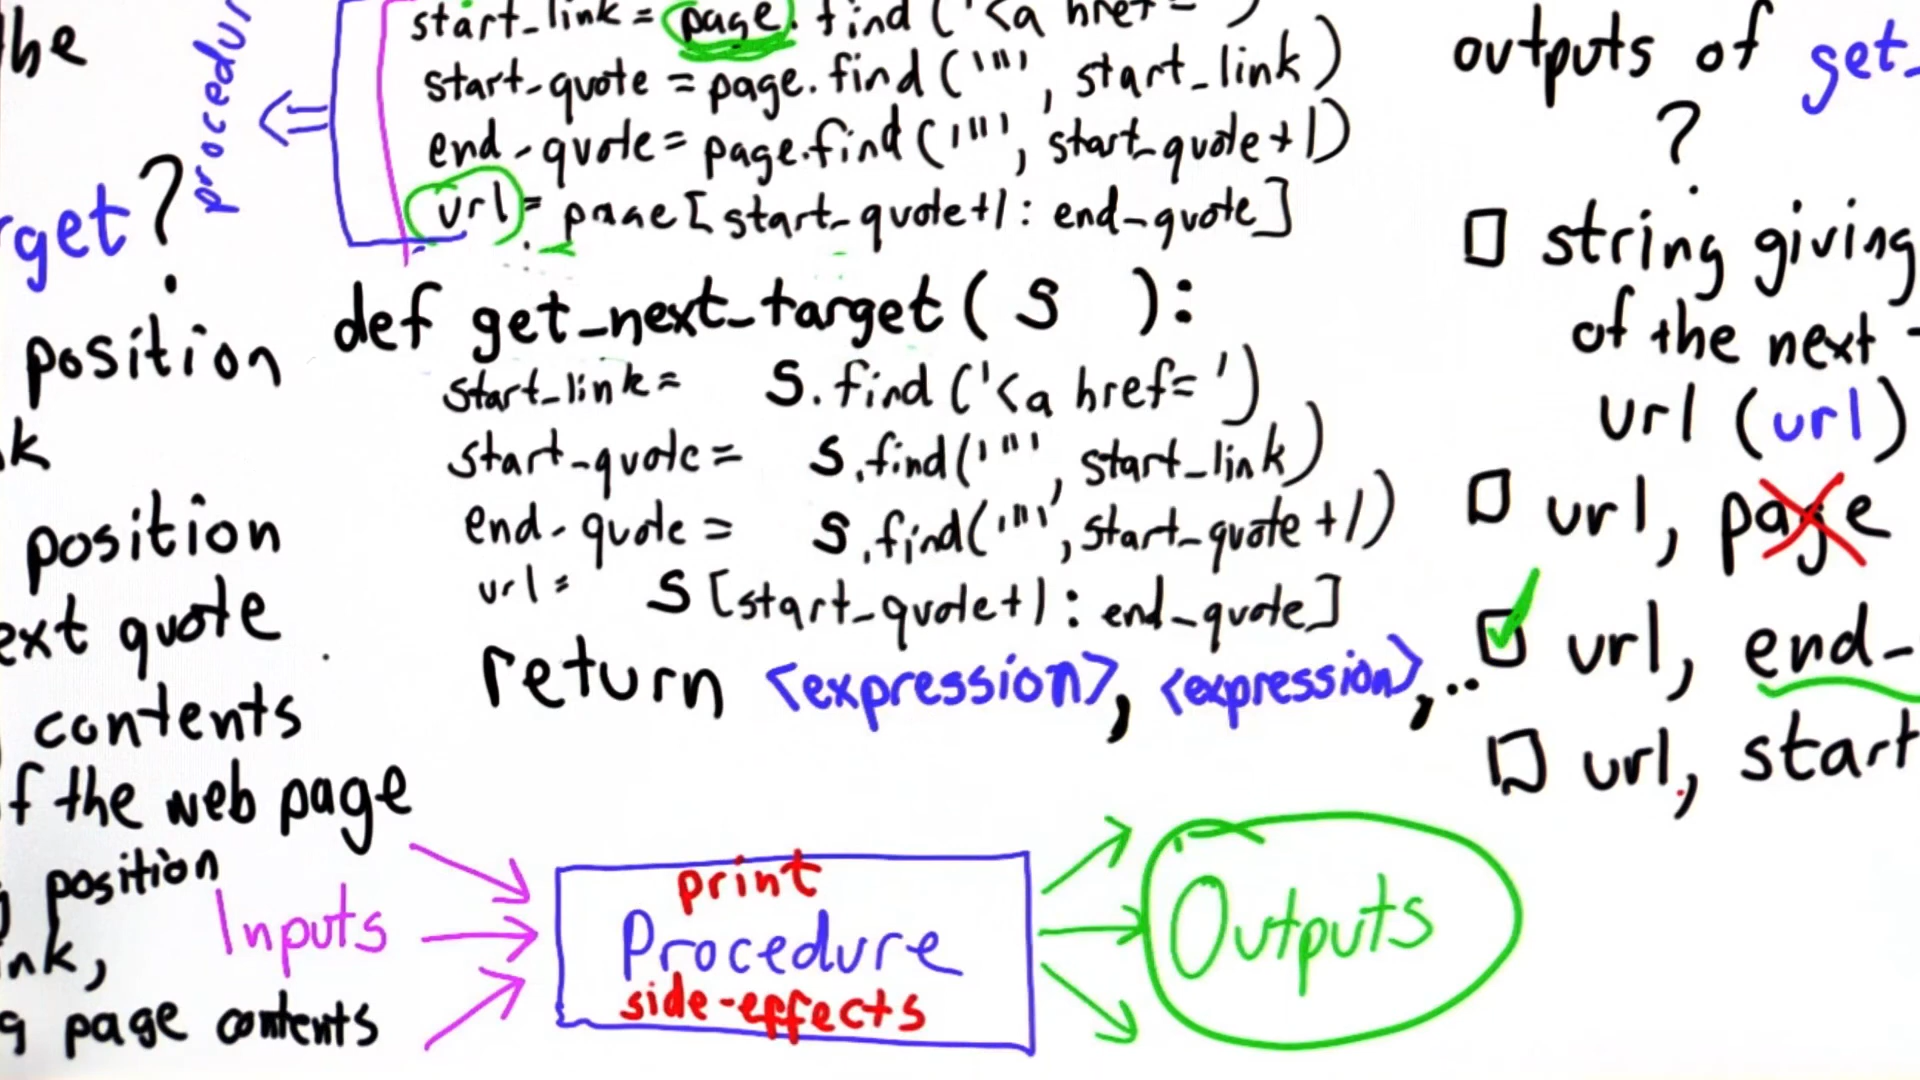 he
get?
position
k
position
ext quote
contents
f the web page
position
nk,
page contents
start_link = page.find('<a href=')
start_quote = page.find('"', start_link)
end_quote = page.find('"', start_quote+1)
url = page[start_quote+1: end_quote]
def get_next_target( S ):
start_link = S.find('<a href=')
start_quote = S.find('"', start_link)
end_quote = S.find('"', start_quote+1)
url = S[start_quote+1: end_quote]
return <expression>, <expression>, ..
Inputs
print
Procedure
side-effects
Outputs
outputs of get_
?
string giving
of the next
url (url)
url, page
url, end_
url, start